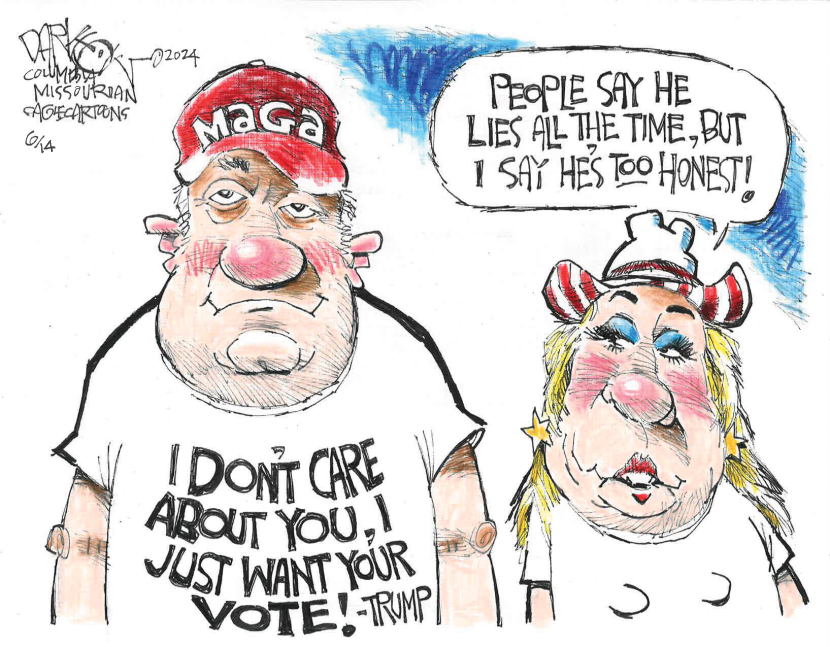 DARKOW
©2024
COLUMBIA
MISSOURIAN
CAGLECARTOONS
6/14
MAGA
PEOPLE SAY HE
LIES ALL THE TIME, BUT
I SAY HE'S TOO HONEST!
I DON'T CARE
ABOUT YOU, I
JUST WANT YOUR
VOTE! -TRUMP